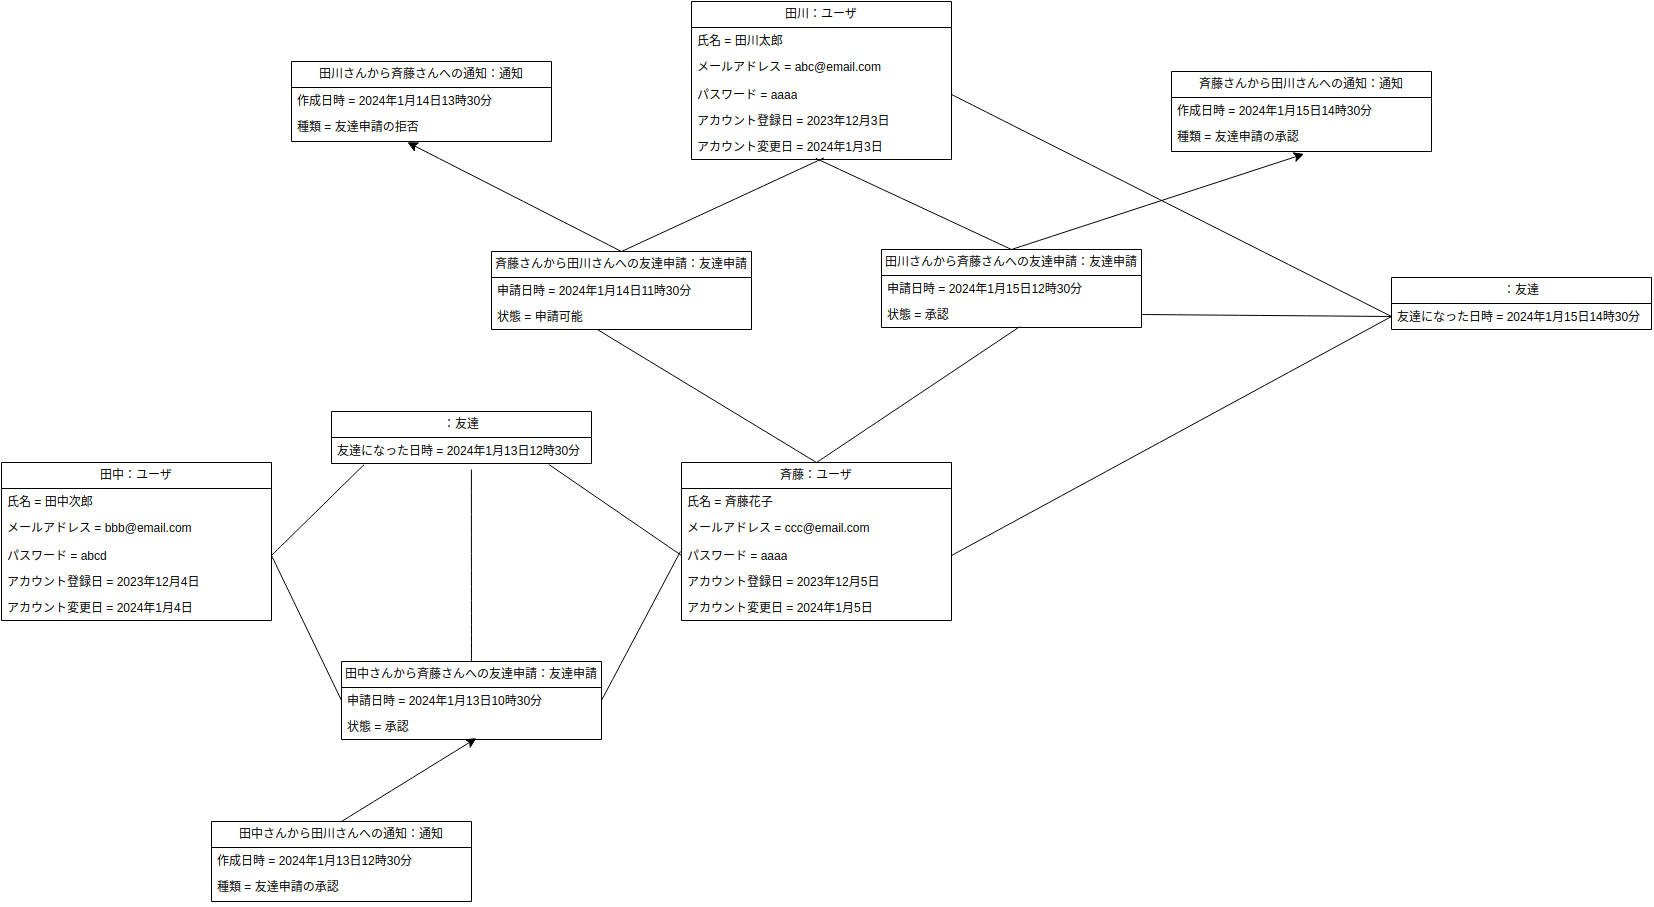 田川：ユーザ
氏名 = 田川太郎
メールアドレス = abc@email.com
パスワード = aaaa
アカウント登録日 = 2023年12月3日
アカウント変更日 = 2024年1月3日
田川さんから斉藤さんへの通知：通知
作成日時 = 2024年1月14日13時30分
種類 = 友達申請の拒否
斉藤さんから田川さんへの通知：通知
作成日時 = 2024年1月15日14時30分
種類 = 友達申請の承認
斉藤さんから田川さんへの友達申請：友達申請
申請日時 = 2024年1月14日11時30分
状態 = 申請可能
田川さんから斉藤さんへの友達申請：友達申請
申請日時 = 2024年1月15日12時30分
状態 = 承認
：友達
友達になった日時 = 2024年1月15日14時30分
：友達
友達になった日時 = 2024年1月13日12時30分
田中：ユーザ
氏名 = 田中次郎
メールアドレス = bbb@email.com
パスワード = abcd
アカウント登録日 = 2023年12月4日
アカウント変更日 = 2024年1月4日
斉藤：ユーザ
氏名 = 斉藤花子
メールアドレス = ccc@email.com
パスワード = aaaa
アカウント登録日 = 2023年12月5日
アカウント変更日 = 2024年1月5日
田中さんから斉藤さんへの友達申請：友達申請
申請日時 = 2024年1月13日10時30分
状態 = 承認
田中さんから田川さんへの通知：通知
作成日時 = 2024年1月13日12時30分
種類 = 友達申請の承認